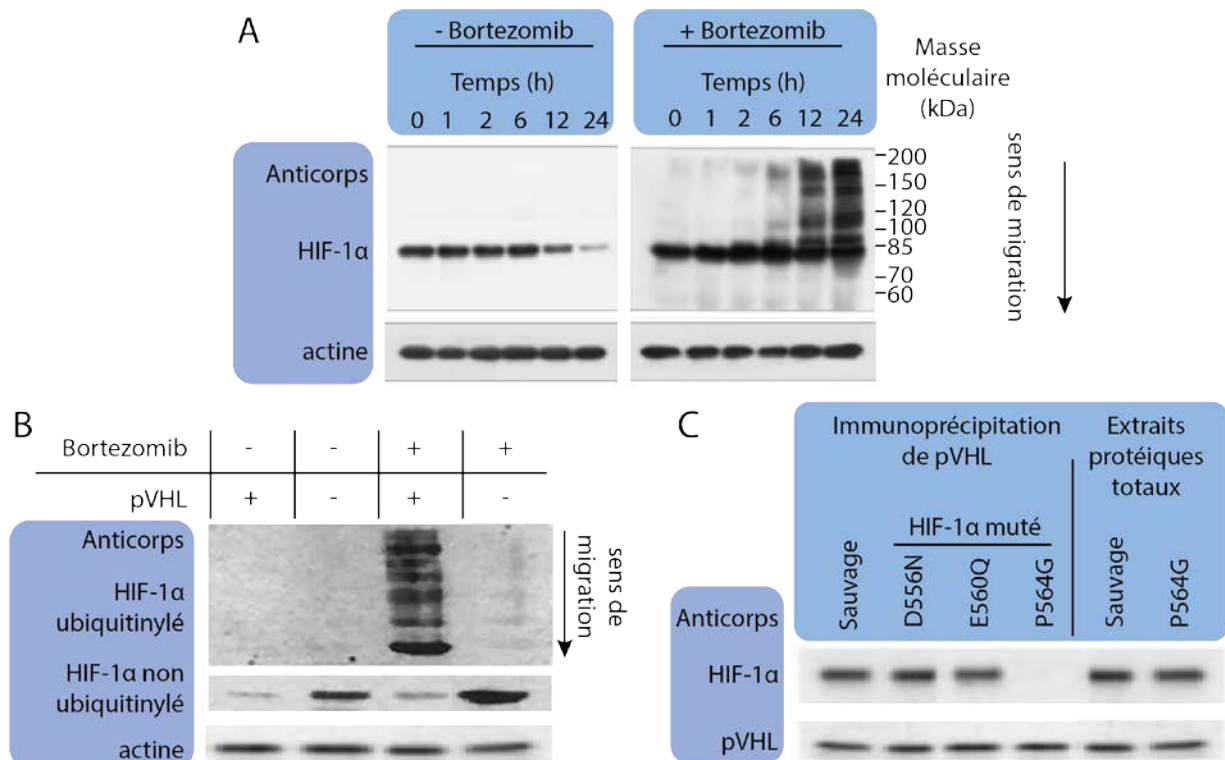 A
- Bortezomib
+ Bortezomib
Masse
moléculaire
(kDa)
Temps (h)
Temps (h)
0 1 2 6 12 24
0 1 2 6 12 24
Anticorps
HIF-1α
actine
200
150
120
100
85
70
60
sens de migration
B
Bortezomib - - + +
pVHL + - + -
Anticorps
HIF-1α
ubiquitinylé
HIF-1α non
ubiquitinylé
actine
sens de
migration
C
Immunoprécipitation
de pVHL
Extraits
protéiques
totaux
HIF-1α muté
Sauvage D556N E560Q P564G Sauvage P564G
Anticorps
HIF-1α
pVHL